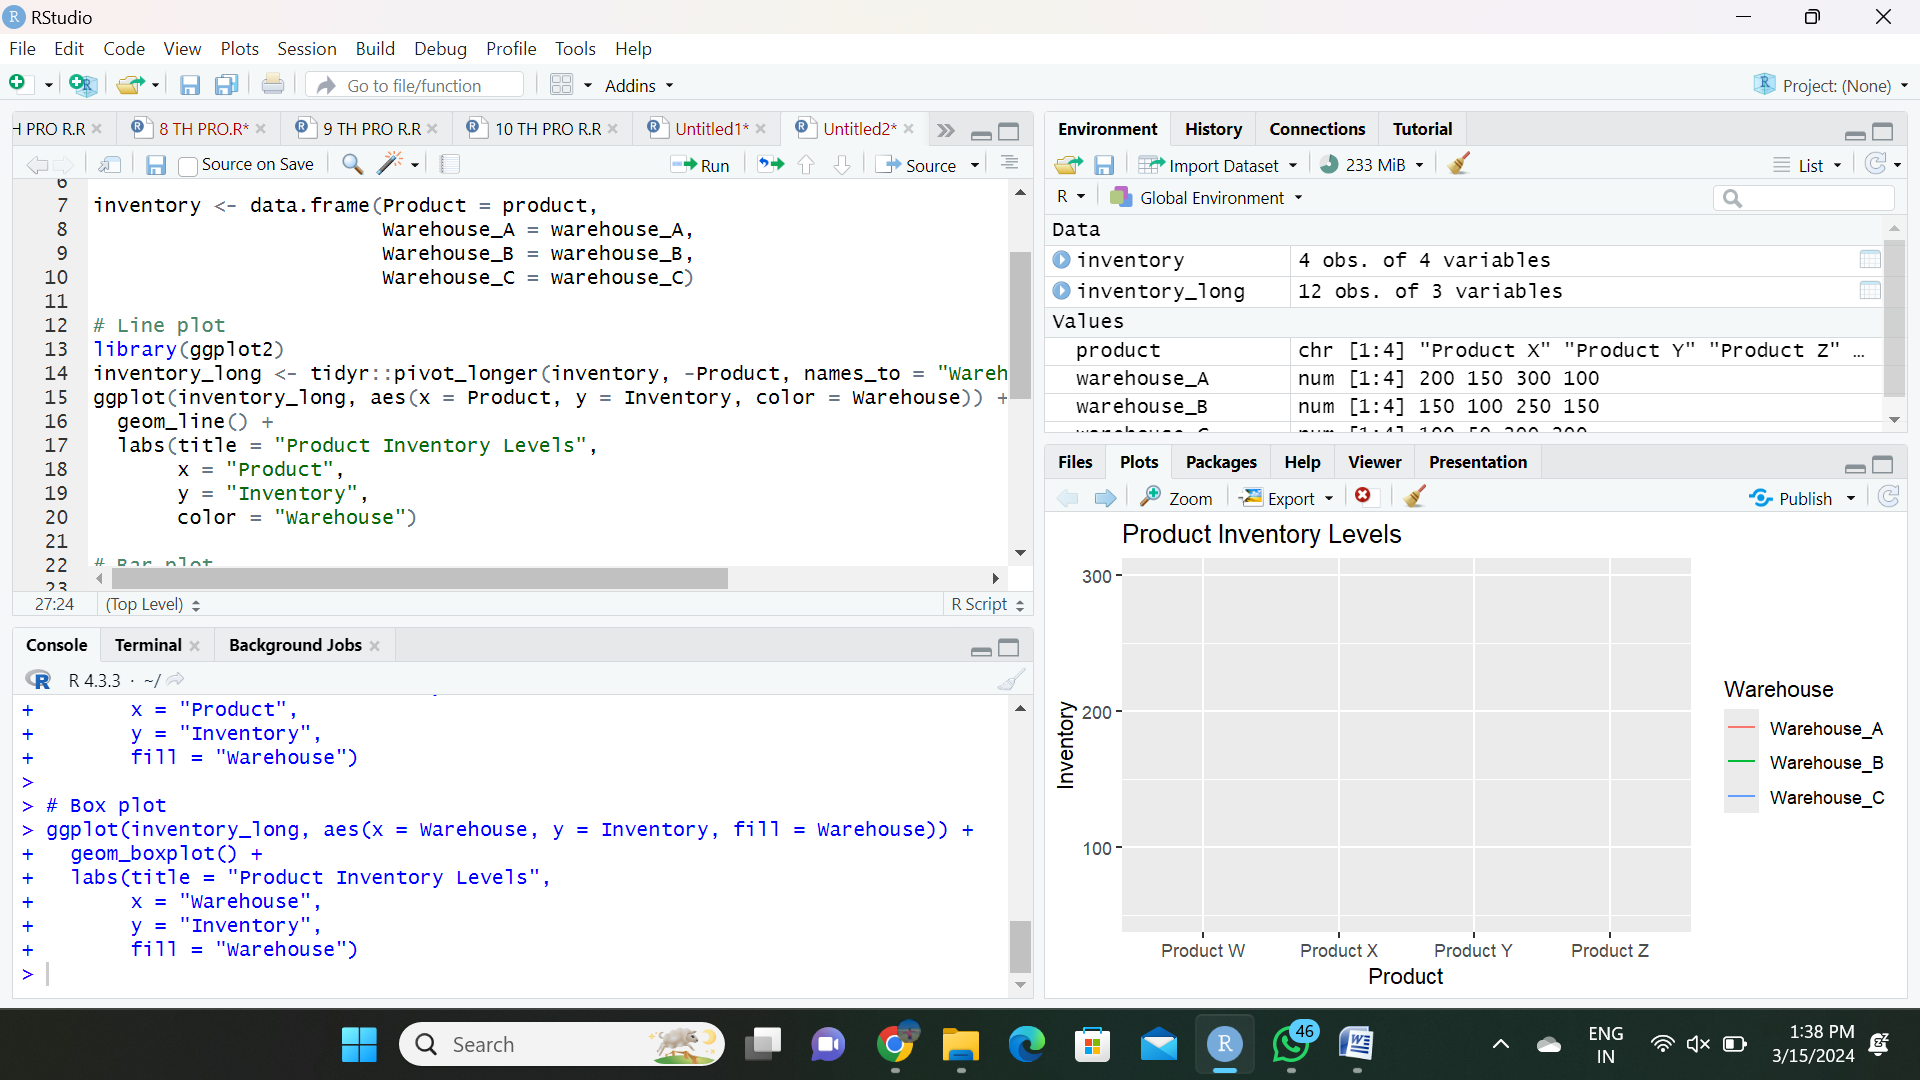 RStudio
File Edit Code View Plots Session Build Debug Profile Tools Help
Go to file/function Addins Project: (None)
H PRO R.R 8 TH PRO.R* 9 TH PRO R.R 10 TH PRO R.R Untitled1* Untitled2*
Source on Save Run Source
6
7 inventory <- data.frame(Product = product,
8 Warehouse_A = warehouse_A,
9 Warehouse_B = warehouse_B,
10 Warehouse_C = warehouse_C)
11
12 # Line plot
13 library(ggplot2)
14 inventory_long <- tidyr::pivot_longer(inventory, -Product, names_to = "Wareh
15 ggplot(inventory_long, aes(x = Product, y = Inventory, color = Warehouse)) +
16 geom_line() +
17 labs(title = "Product Inventory Levels",
18 x = "Product",
19 y = "Inventory",
20 color = "Warehouse")
21
22 # Bar plot
23
27:24 (Top Level) R Script
Console Terminal Background Jobs
R 4.3.3 · ~/
+ x = "Product",
+ y = "Inventory",
+ fill = "Warehouse")
>
> # Box plot
> ggplot(inventory_long, aes(x = Warehouse, y = Inventory, fill = Warehouse)) +
+ geom_boxplot() +
+ labs(title = "Product Inventory Levels",
+ x = "Warehouse",
+ y = "Inventory",
+ fill = "Warehouse")
>
Environment History Connections Tutorial
Import Dataset 233 MiB List
R Global Environment
Data
inventory 4 obs. of 4 variables
inventory_long 12 obs. of 3 variables
Values
product chr [1:4] "Product X" "Product Y" "Product Z" …
warehouse_A num [1:4] 200 150 300 100
warehouse_B num [1:4] 150 100 250 150
warehouse_C num [1:4] 100 50 200 200
Files Plots Packages Help Viewer Presentation
Zoom Export Publish
Product Inventory Levels
300
200
100
Inventory
Product W Product X Product Y Product Z
Product
Warehouse
Warehouse_A
Warehouse_B
Warehouse_C
Search
46
ENG
IN
1:38 PM
3/15/2024